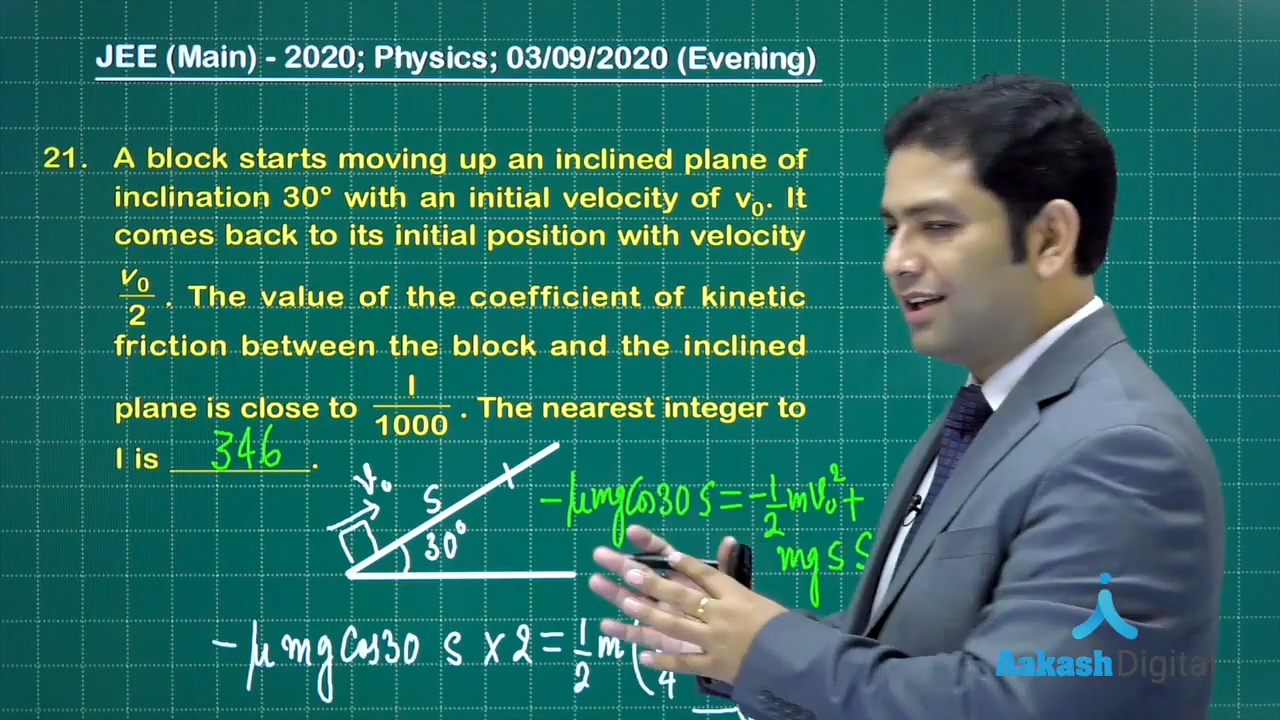 JEE (Main) - 2020; Physics; 03/09/2020 (Evening)
21. A block starts moving up an inclined plane of
inclination 30° with an initial velocity of v₀. It
comes back to its initial position with velocity
v₀/2 . The value of the coefficient of kinetic
friction between the block and the inclined
plane is close to I/1000 . The nearest integer to
I is 346 .
v₀
S
30°
-μmgCos30 S = -1/2 mv₀² +
mg S S
-μ mg Cos30 S × 2 = 1/2 m (
4
Aakash Digital